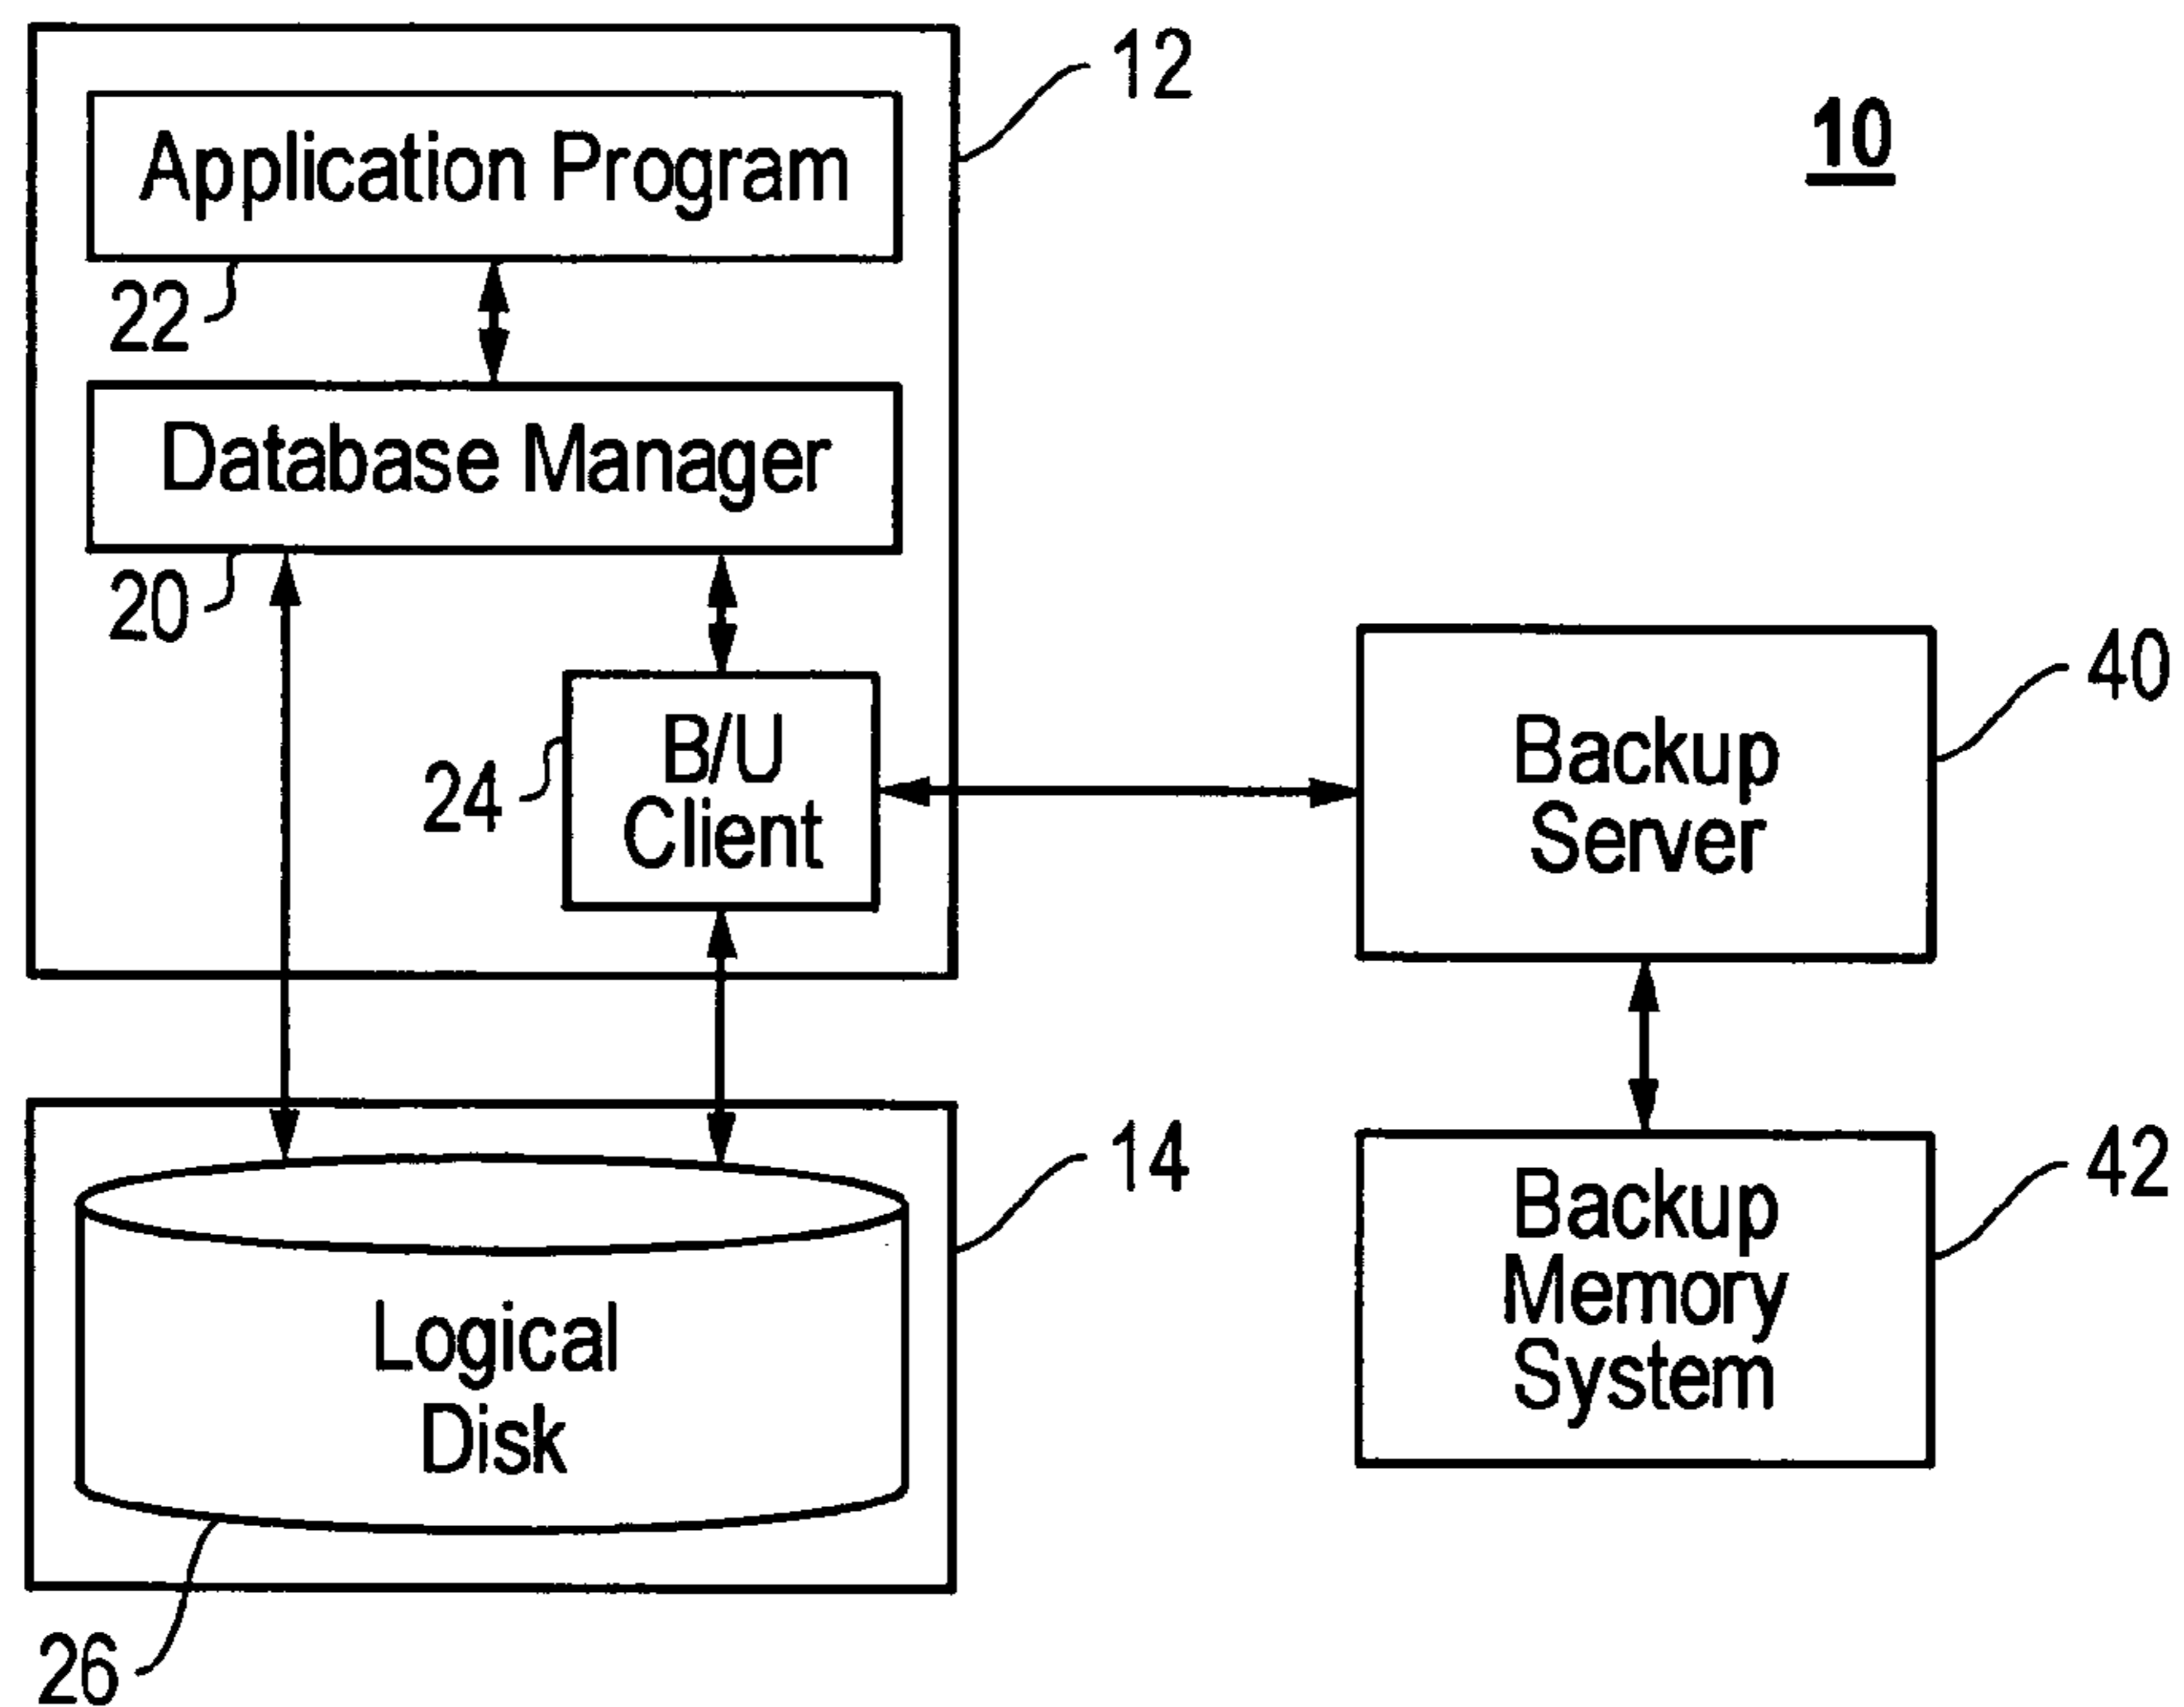 12
10
Application Program
22
Database Manager
20
B/U
Client
24
Backup
Server
40
14
Logical
Disk
26
Backup
Memory
System
42